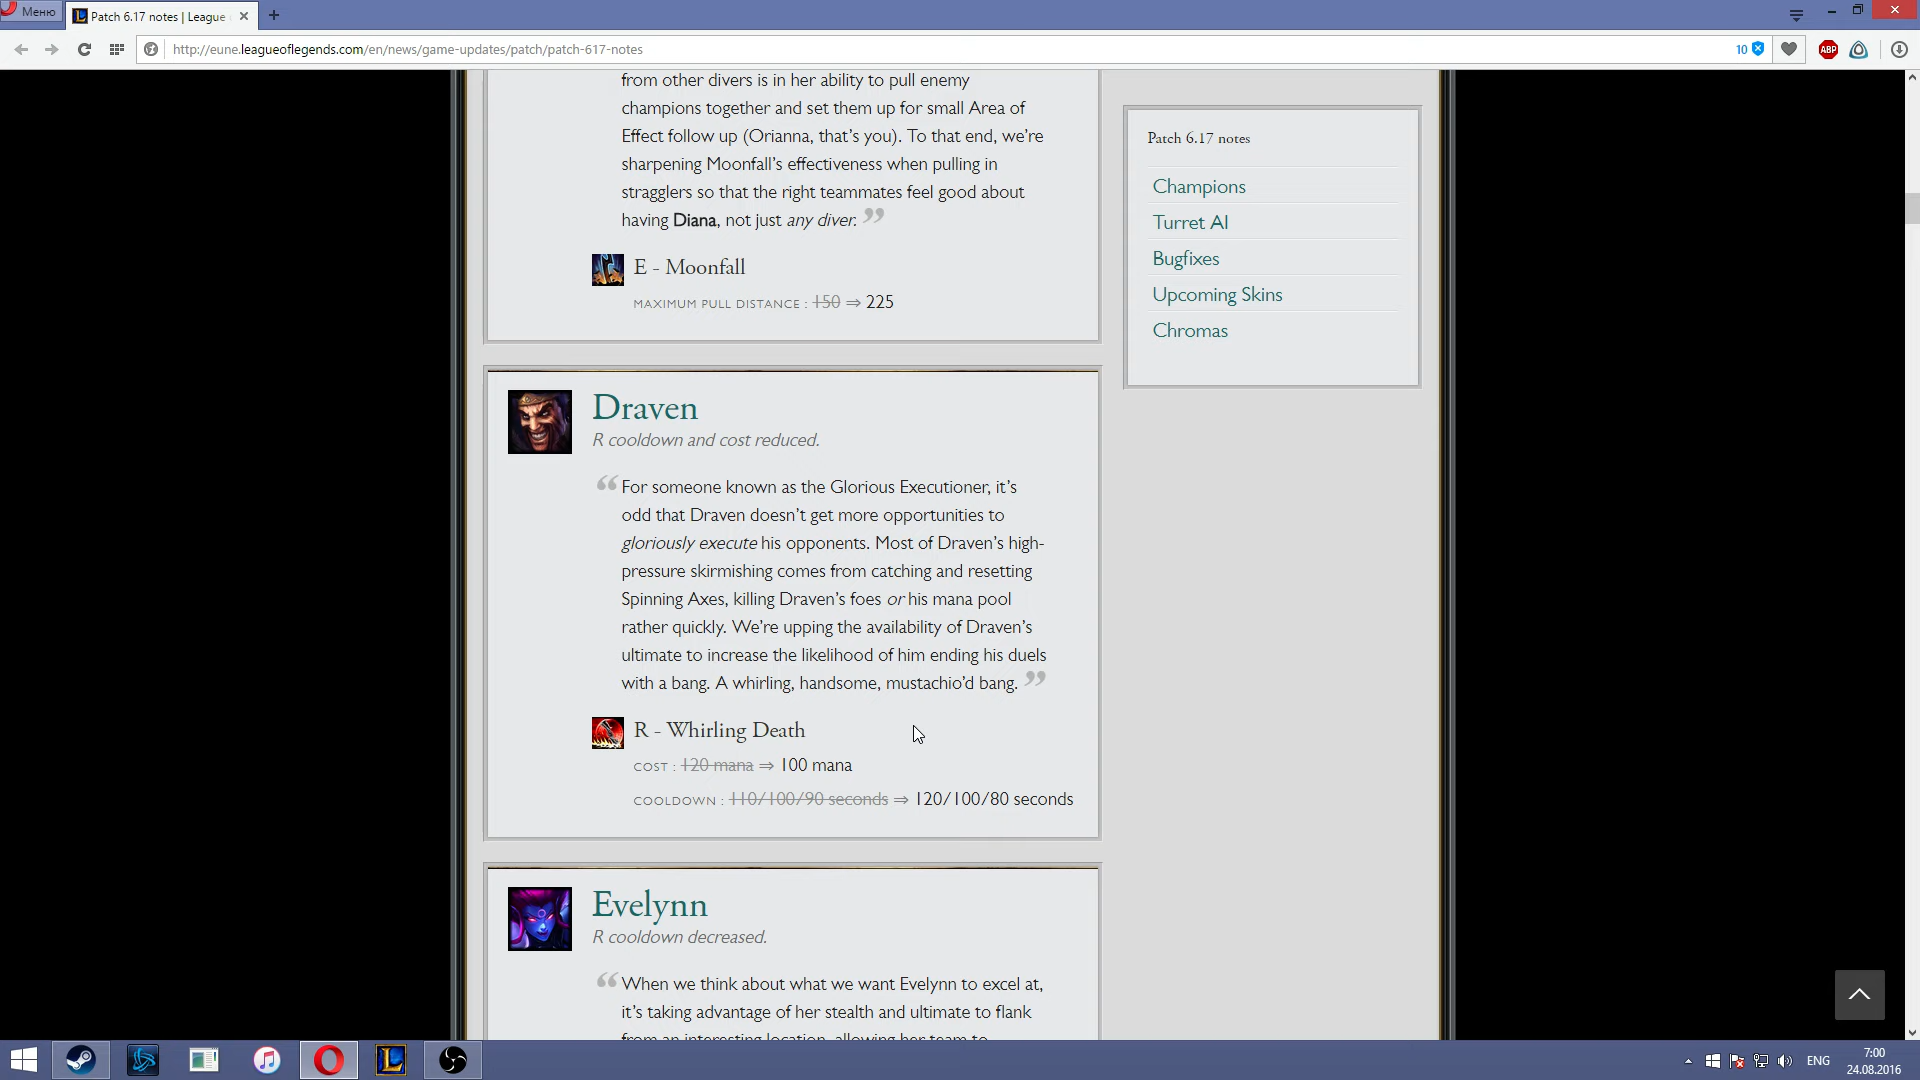 Меню
Patch 6.17 notes | League
http://eune.leagueoflegends.com/en/news/game-updates/patch/patch-617-notes
10
ABP
from other divers is in her ability to pull enemy
champions together and set them up for small Area of
Effect follow up (Orianna, that’s you). To that end, we’re
sharpening Moonfall’s effectiveness when pulling in
stragglers so that the right teammates feel good about
having Diana, not just any diver. ”
E - Moonfall
MAXIMUM PULL DISTANCE : 150 ⇒ 225
Draven
R cooldown and cost reduced.
“ For someone known as the Glorious Executioner, it’s
odd that Draven doesn’t get more opportunities to
gloriously execute his opponents. Most of Draven’s high-
pressure skirmishing comes from catching and resetting
Spinning Axes, killing Draven’s foes or his mana pool
rather quickly. We’re upping the availability of Draven’s
ultimate to increase the likelihood of him ending his duels
with a bang. A whirling, handsome, mustachio’d bang. ”
R - Whirling Death
COST : 120 mana ⇒ 100 mana
COOLDOWN : 110/100/90 seconds ⇒ 120/100/80 seconds
Evelynn
R cooldown decreased.
“ When we think about what we want Evelynn to excel at,
it’s taking advantage of her stealth and ultimate to flank
from an interesting location, allowing her team to
Patch 6.17 notes
Champions
Turret AI
Bugfixes
Upcoming Skins
Chromas
ENG
7:00
24.08.2016